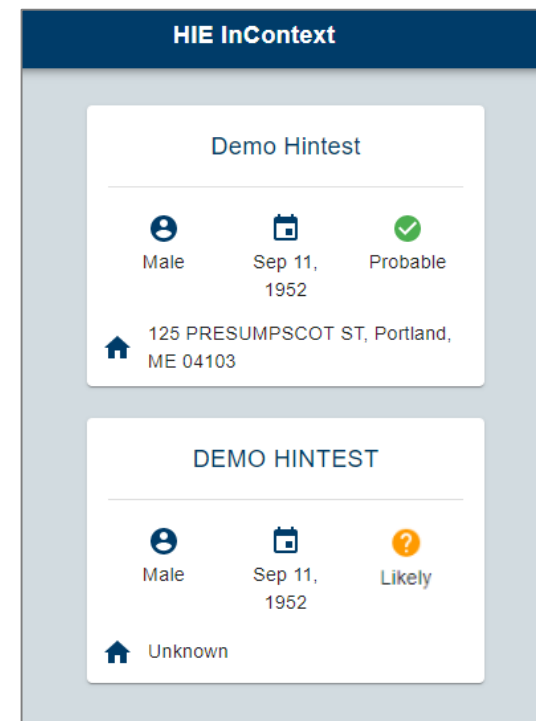 HIE InContext
Demo Hintest
Male
Sep 11,
1952
Probable
125 PRESUMPSCOT ST, Portland,
ME 04103
DEMO HINTEST
Male
Sep 11,
1952
Likely
Unknown